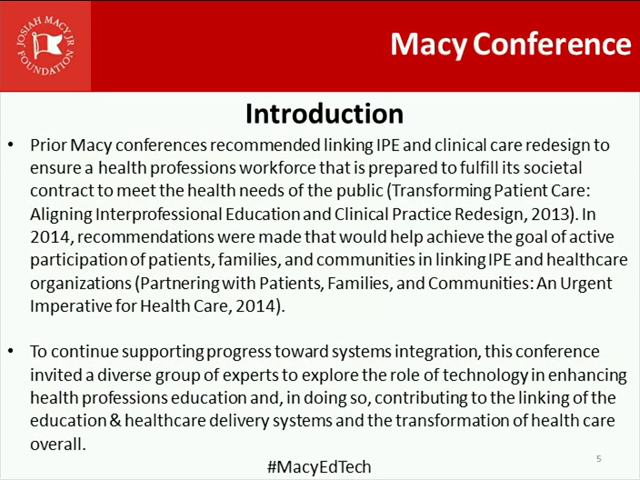 JOSIAH MACY JR
FOUNDATION
Macy Conference
Introduction
• Prior Macy conferences recommended linking IPE and clinical care redesign to
ensure a health professions workforce that is prepared to fulfill its societal
contract to meet the health needs of the public (Transforming Patient Care:
Aligning Interprofessional Education and Clinical Practice Redesign, 2013). In
2014, recommendations were made that would help achieve the goal of active
participation of patients, families, and communities in linking IPE and healthcare
organizations (Partnering with Patients, Families, and Communities: An Urgent
Imperative for Health Care, 2014).
• To continue supporting progress toward systems integration, this conference
invited a diverse group of experts to explore the role of technology in enhancing
health professions education and, in doing so, contributing to the linking of the
education & healthcare delivery systems and the transformation of health care
overall.
5
#MacyEdTech